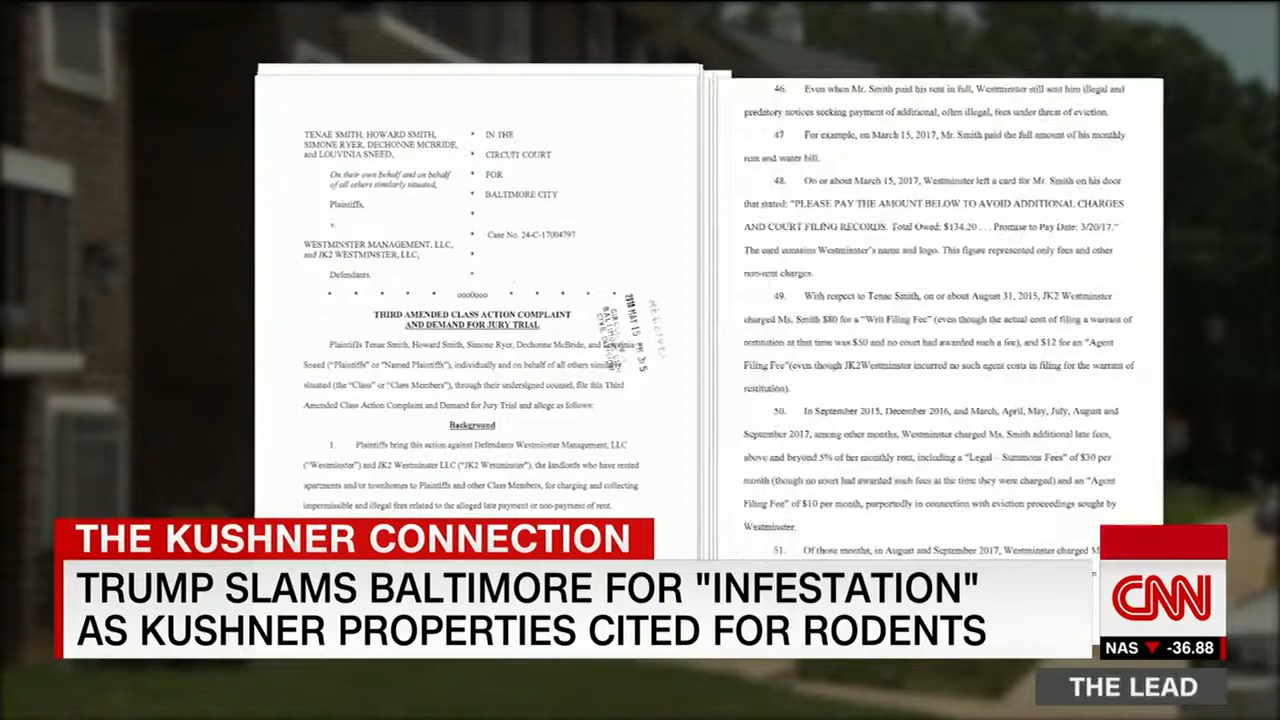 TENAE SMITH, HOWARD SMITH,
SIMONE RYER, DECHONNE MCBRIDE,
and LOUVINIA SNEED,
On their own behalf and on behalf
of all others similarly situated,
Plaintiffs,
v.
WESTMINSTER MANAGEMENT, LLC,
and JK2 WESTMINSTER, LLC,
Defendants.
* IN THE
* CIRCUIT COURT
* FOR
* BALTIMORE CITY
*
* Case No. 24-C-17004797
*
*
* * * * * * ooo0ooo * * * * * *
THIRD AMENDED CLASS ACTION COMPLAINT
AND DEMAND FOR JURY TRIAL
Plaintiffs Tenae Smith, Howard Smith, Simone Ryer, Dechonne McBride, and Louvinia
Sneed ("Plaintiffs" or "Named Plaintiffs"), individually and on behalf of all others similarly
situated (the "Class" or "Class Members"), through their undersigned counsel, file this Third
Amended Class Action Complaint and Demand for Jury Trial and allege as follows:
Background
1. Plaintiffs bring this action against Defendants Westminster Management, LLC
("Westminster") and JK2 Westminster LLC ("JK2 Westminster"), the landlords who have rented
apartments and/or townhomes to Plaintiffs and other Class Members, for charging and collecting
impermissible and illegal fees related to the alleged late payment or non-payment of rent.
RECEIVED
2018 MAY 15 PM 3:5
46. Even when Mr. Smith paid his rent in full, Westminster still sent him illegal and
predatory notices seeking payment of additional, often illegal, fees under threat of eviction.
47. For example, on March 15, 2017, Mr. Smith paid the full amount of his monthly
rent and water bill.
48. On or about March 15, 2017, Westminster left a card for Mr. Smith on his door
that stated: "PLEASE PAY THE AMOUNT BELOW TO AVOID ADDITIONAL CHARGES
AND COURT FILING RECORDS. Total Owed: $134.20 . . . Promise to Pay Date: 3/20/17."
The card contains Westminster's name and logo. This figure represented only fees and other
non-rent charges.
49. With respect to Tenae Smith, on or about August 31, 2015, JK2 Westminster
charged Ms. Smith $80 for a "Writ Filing Fee" (even though the actual cost of filing a warrant of
restitution at that time was $50 and no court had awarded such a fee), and $12 for an "Agent
Filing Fee"(even though JK2Westminster incurred no such agent costs in filing for the warrant of
restitution).
50. In September 2015, December 2016, and March, April, May, July, August and
September 2017, among other months, Westminster charged Ms. Smith additional late fees,
above and beyond 5% of her monthly rent, including a "Legal – Summons Fees" of $30 per
month (though no court had awarded such fees at the time they were charged) and an "Agent
Filing Fee" of $10 per month, purportedly in connection with eviction proceedings sought by
Westminster.
51. Of those months, in August and September 2017, Westminster charged M
THE KUSHNER CONNECTION
TRUMP SLAMS BALTIMORE FOR "INFESTATION"
AS KUSHNER PROPERTIES CITED FOR RODENTS
CNN
NAS ▼ -36.88
THE LEAD